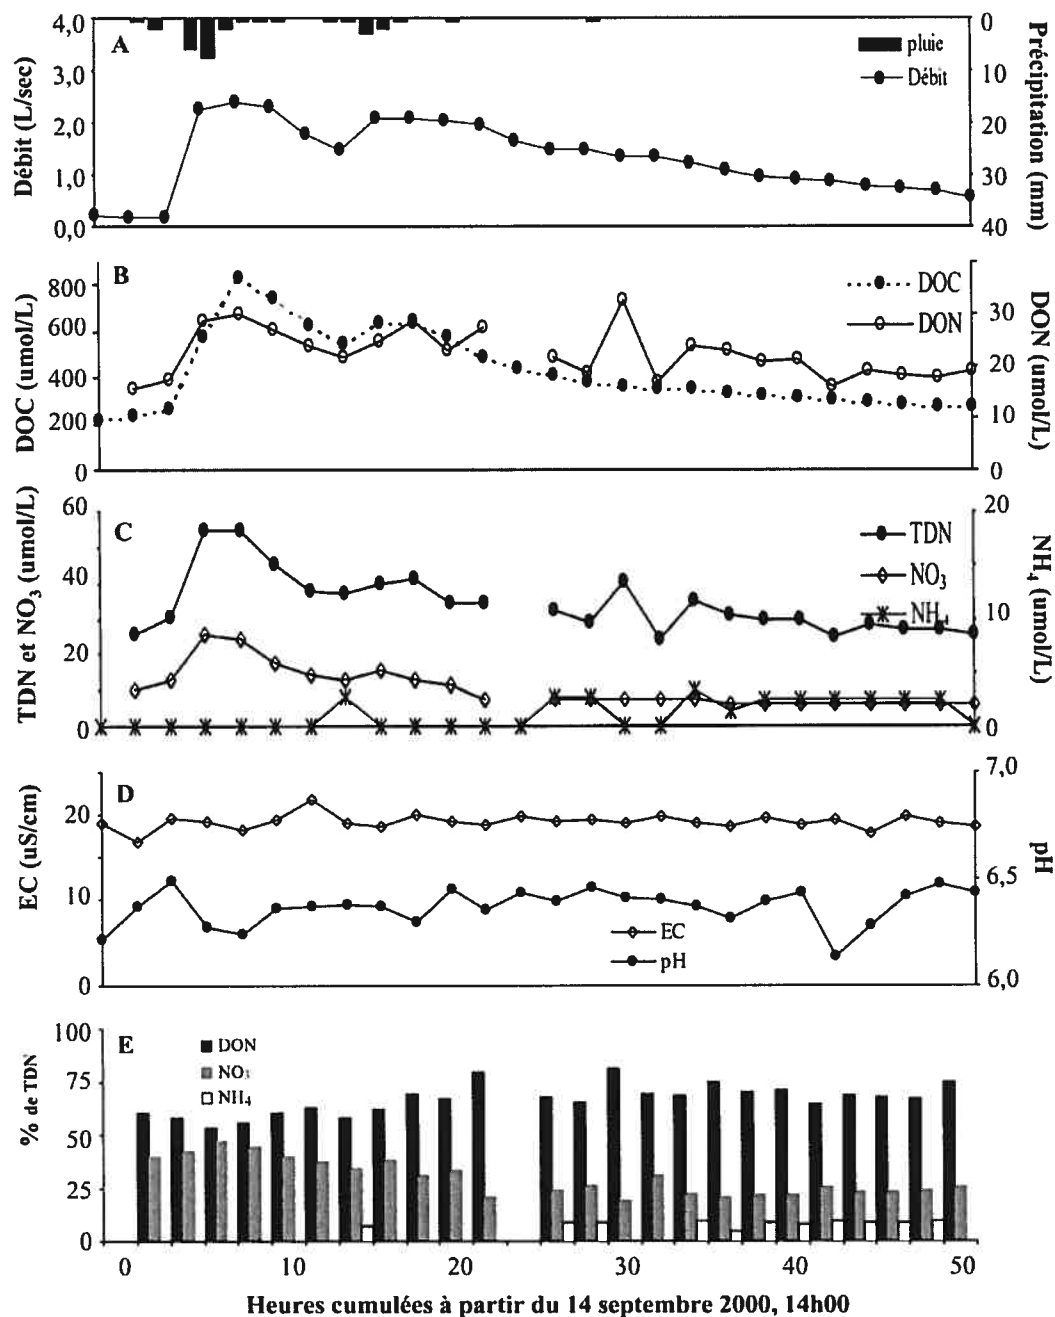 A
4,0
3,0
2,0
1,0
0,0
Débit (L/sec)
pluie
Débit
0
10
20
30
40
Précipitation (mm)
B
800
600
400
200
0
DOC (umol/L)
DOC
DON
30
20
10
0
DON (umol/L)
C
60
40
20
0
TDN et NO3 (umol/L)
TDN
NO3
NH4
20
10
0
NH4 (umol/L)
D
20
10
0
EC (uS/cm)
EC
pH
7,0
6,5
6,0
pH
E
100
75
50
25
0
% de TDN
DON
NO3
NH4
0 10 20 30 40 50
Heures cumulées à partir du 14 septembre 2000, 14h00